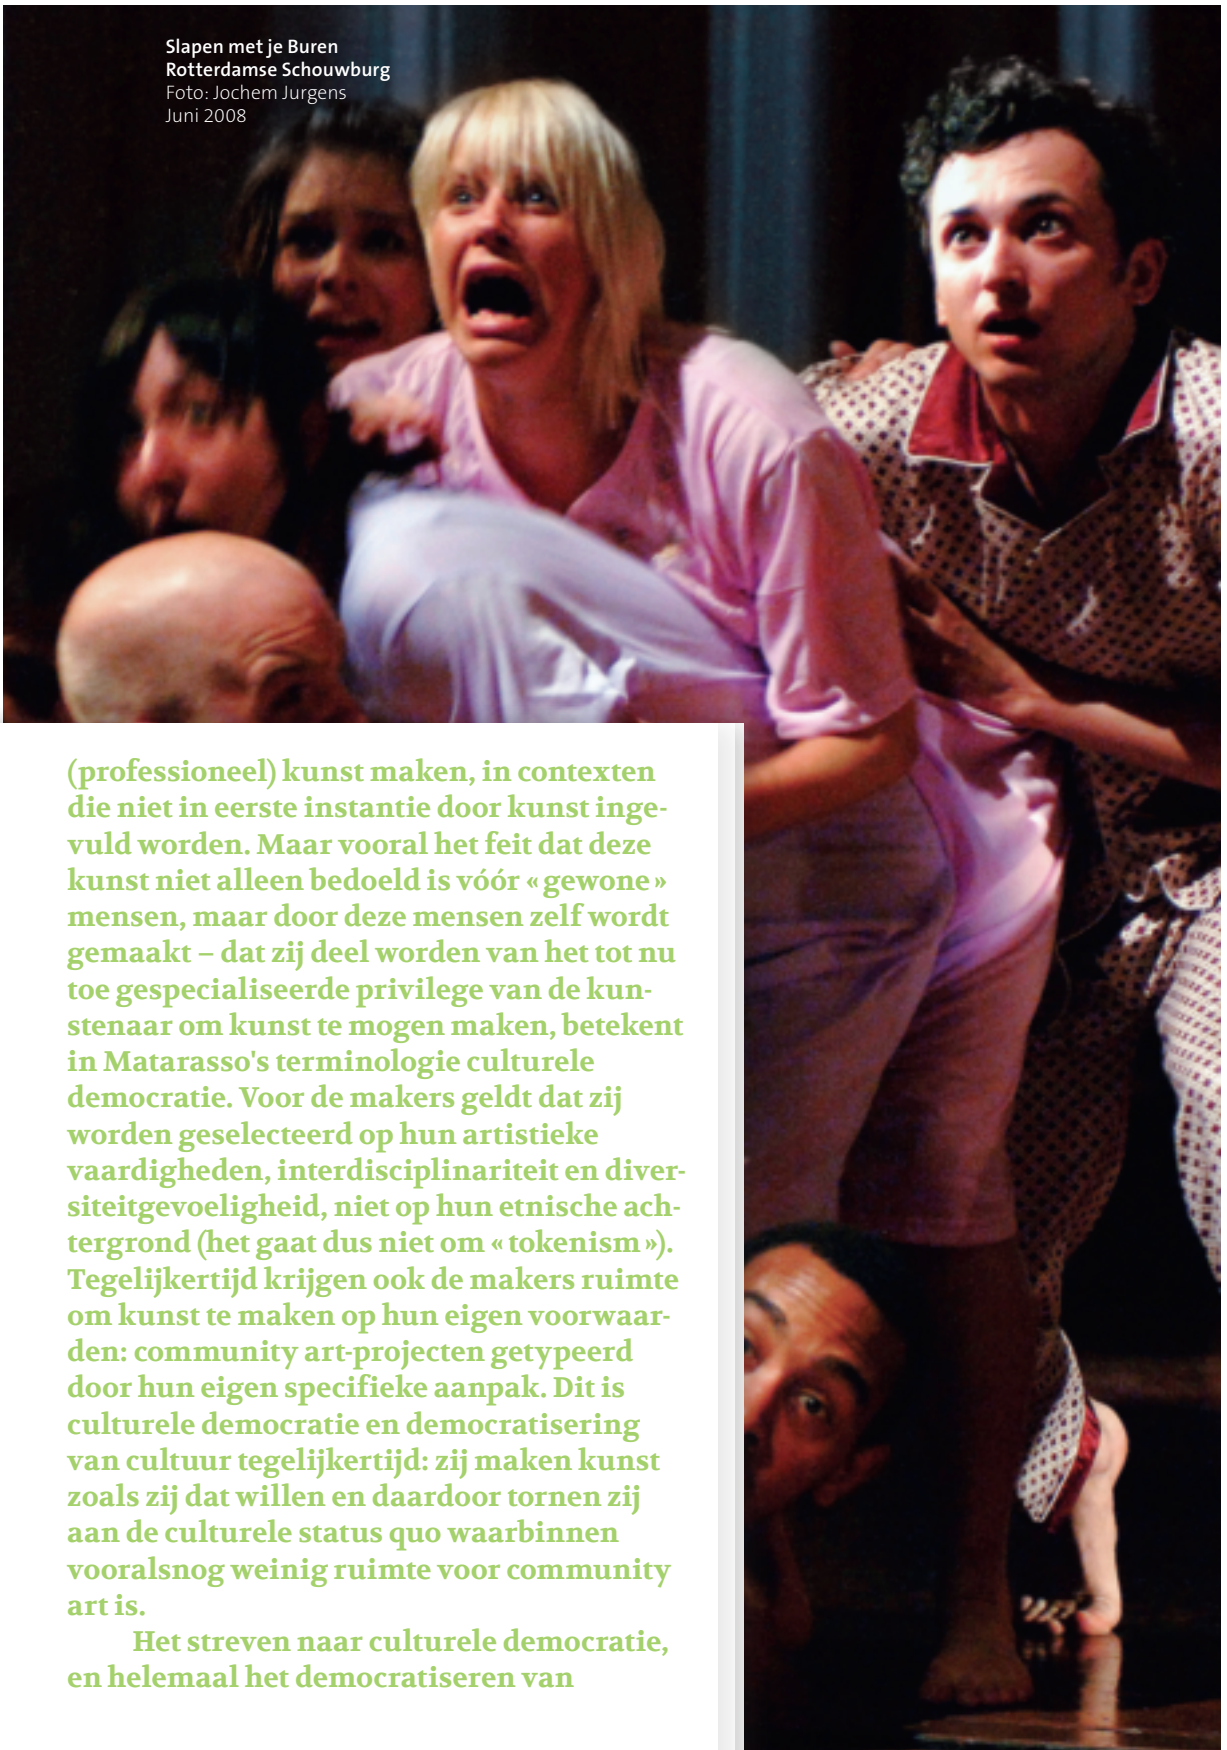 Slapen met je Buren
Rotterdamse Schouwburg
Foto: Jochem Jurgens
Juni 2008
(professioneel) kunst maken, in contexten
die niet in eerste instantie door kunst inge-
vuld worden. Maar vooral het feit dat deze
kunst niet alleen bedoeld is vóór «gewone»
mensen, maar door deze mensen zelf wordt
gemaakt – dat zij deel worden van het tot nu
toe gespecialiseerde privilege van de kun-
stenaar om kunst te mogen maken, betekent
in Matarasso's terminologie culturele
democratie. Voor de makers geldt dat zij
worden geselecteerd op hun artistieke
vaardigheden, interdisciplinariteit en diver-
siteitgevoeligheid, niet op hun etnische ach-
tergrond (het gaat dus niet om «tokenism»).
Tegelijkertijd krijgen ook de makers ruimte
om kunst te maken op hun eigen voorwaar-
den: community art-projecten getypeerd
door hun eigen specifieke aanpak. Dit is
culturele democratie en democratisering
van cultuur tegelijkertijd: zij maken kunst
zoals zij dat willen en daardoor tornen zij
aan de culturele status quo waarbinnen
vooralsnog weinig ruimte voor community
art is.
Het streven naar culturele democratie,
en helemaal het democratiseren van